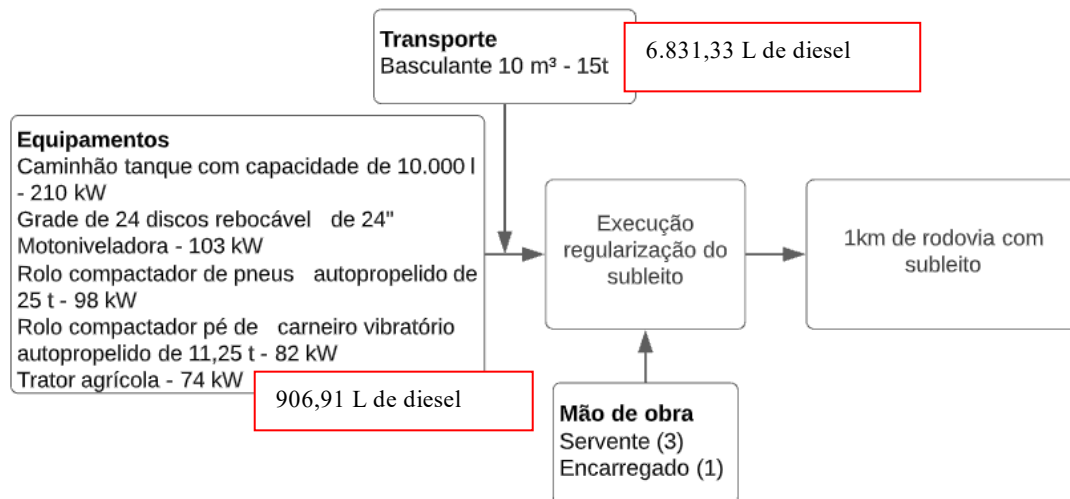 Transporte
Basculante 10 m³ - 15t
6.831,33 L de diesel
Equipamentos
Caminhão tanque com capacidade de 10.000 l
- 210 kW
Grade de 24 discos rebocável de 24"
Motoniveladora - 103 kW
Rolo compactador de pneus autopropelido de
25 t - 98 kW
Rolo compactador pé de carneiro vibratório
autopropelido de 11,25 t - 82 kW
Trator agrícola - 74 kW
906,91 L de diesel
Execução
regularização do
subleito
1km de rodovia com
subleito
Mão de obra
Servente (3)
Encarregado (1)